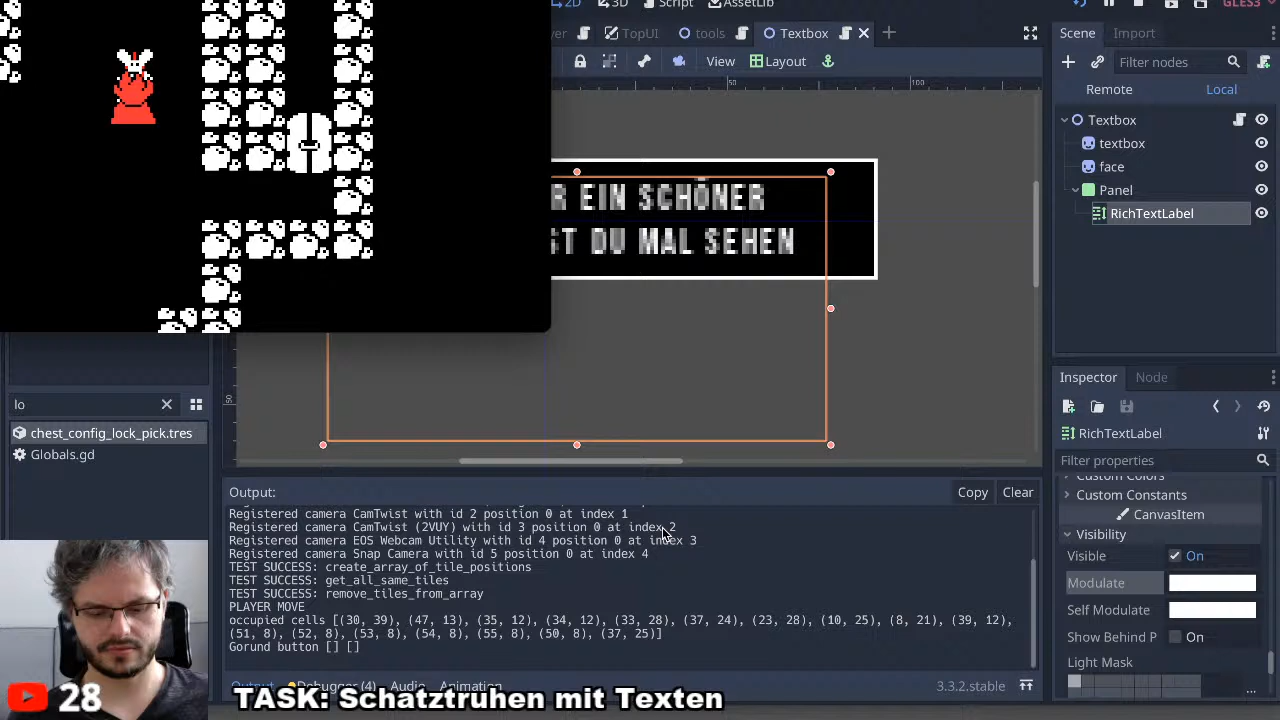 2D 3D Script AssetLib
GLES3
TopUI tools Textbox
Scene Import
View Layout
Filter nodes
Remote Local
50 100
Textbox
textbox
face
Panel
RichTextLabel
R EIN SCHÖNER
ST DU MAL SEHEN
50
lo
chest_config_lock_pick.tres
Globals.gd
Inspector Node
RichTextLabel
Filter properties
Custom Colors
Custom Constants
CanvasItem
Visibility
Visible On
Modulate
Self Modulate
Show Behind P On
Light Mask
Output: Copy Clear
Registered camera CamTwist with id 2 position 0 at index 1
Registered camera CamTwist (2VUY) with id 3 position 0 at index 2
Registered camera EOS Webcam Utility with id 4 position 0 at index 3
Registered camera Snap Camera with id 5 position 0 at index 4
TEST SUCCESS: create_array_of_tile_positions
TEST SUCCESS: get_all_same_tiles
TEST SUCCESS: remove_tiles_from_array
PLAYER MOVE
occupied cells [(30, 39), (47, 13), (35, 12), (34, 12), (33, 28), (37, 24), (23, 28), (10, 25), (8, 21), (39, 12),
(51, 8), (52, 8), (53, 8), (54, 8), (55, 8), (50, 8), (37, 25)]
Gorund button [] []
Output Debugger (4) Audio Animation 3.3.2.stable
28
TASK: Schatztruhen mit Texten